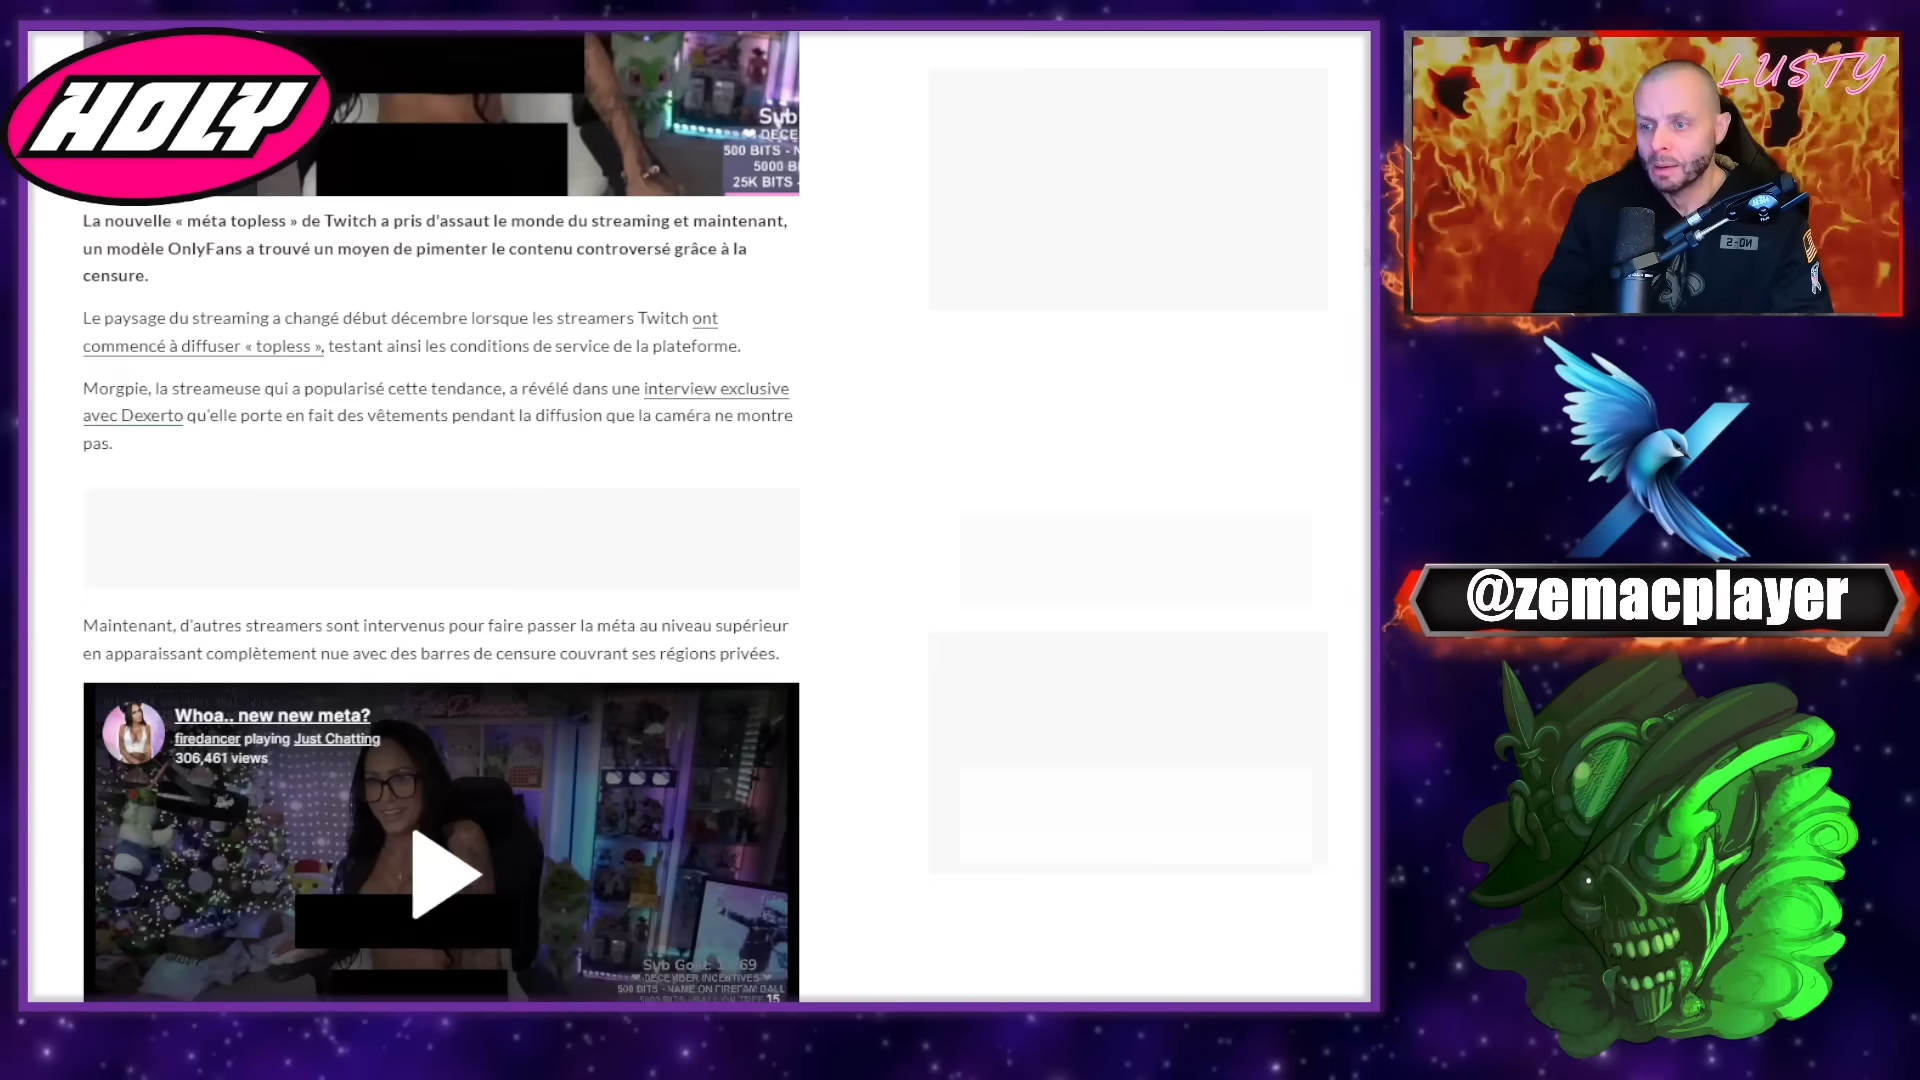 HOLY
Syb
DECE
500 BITS - N
5000 B
25K BITS -
La nouvelle « méta topless » de Twitch a pris d'assaut le monde du streaming et maintenant,
un modèle OnlyFans a trouvé un moyen de pimenter le contenu controversé grâce à la
censure.
Le paysage du streaming a changé début décembre lorsque les streamers Twitch ont
commencé à diffuser « topless », testant ainsi les conditions de service de la plateforme.
Morgpie, la streameuse qui a popularisé cette tendance, a révélé dans une interview exclusive
avec Dexerto qu'elle porte en fait des vêtements pendant la diffusion que la caméra ne montre
pas.
Maintenant, d'autres streamers sont intervenus pour faire passer la méta au niveau supérieur
en apparaissant complètement nue avec des barres de censure couvrant ses régions privées.
Whoa.. new new meta?
firedancer playing Just Chatting
306,461 views
DECEMBER INCENTIVES
500 BITS - NAME ON FIREFAM BALL
15
LUSTY
@zemacplayer